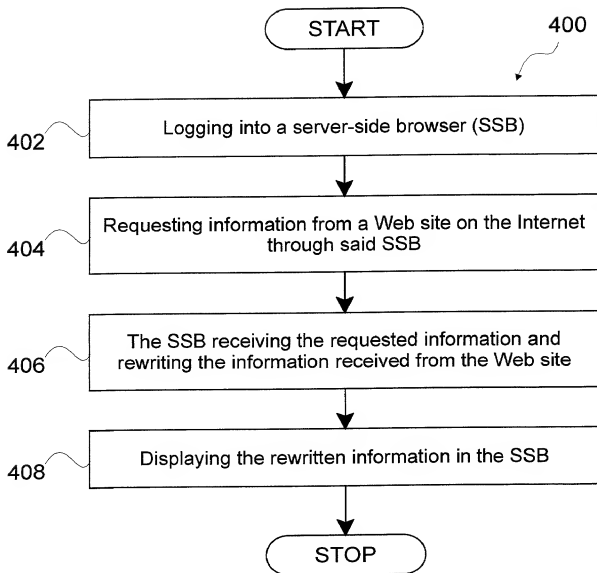 START
400
402
Logging into a server-side browser (SSB)
404
Requesting information from a Web site on the Internet
through said SSB
406
The SSB receiving the requested information and
rewriting the information received from the Web site
408
Displaying the rewritten information in the SSB
STOP